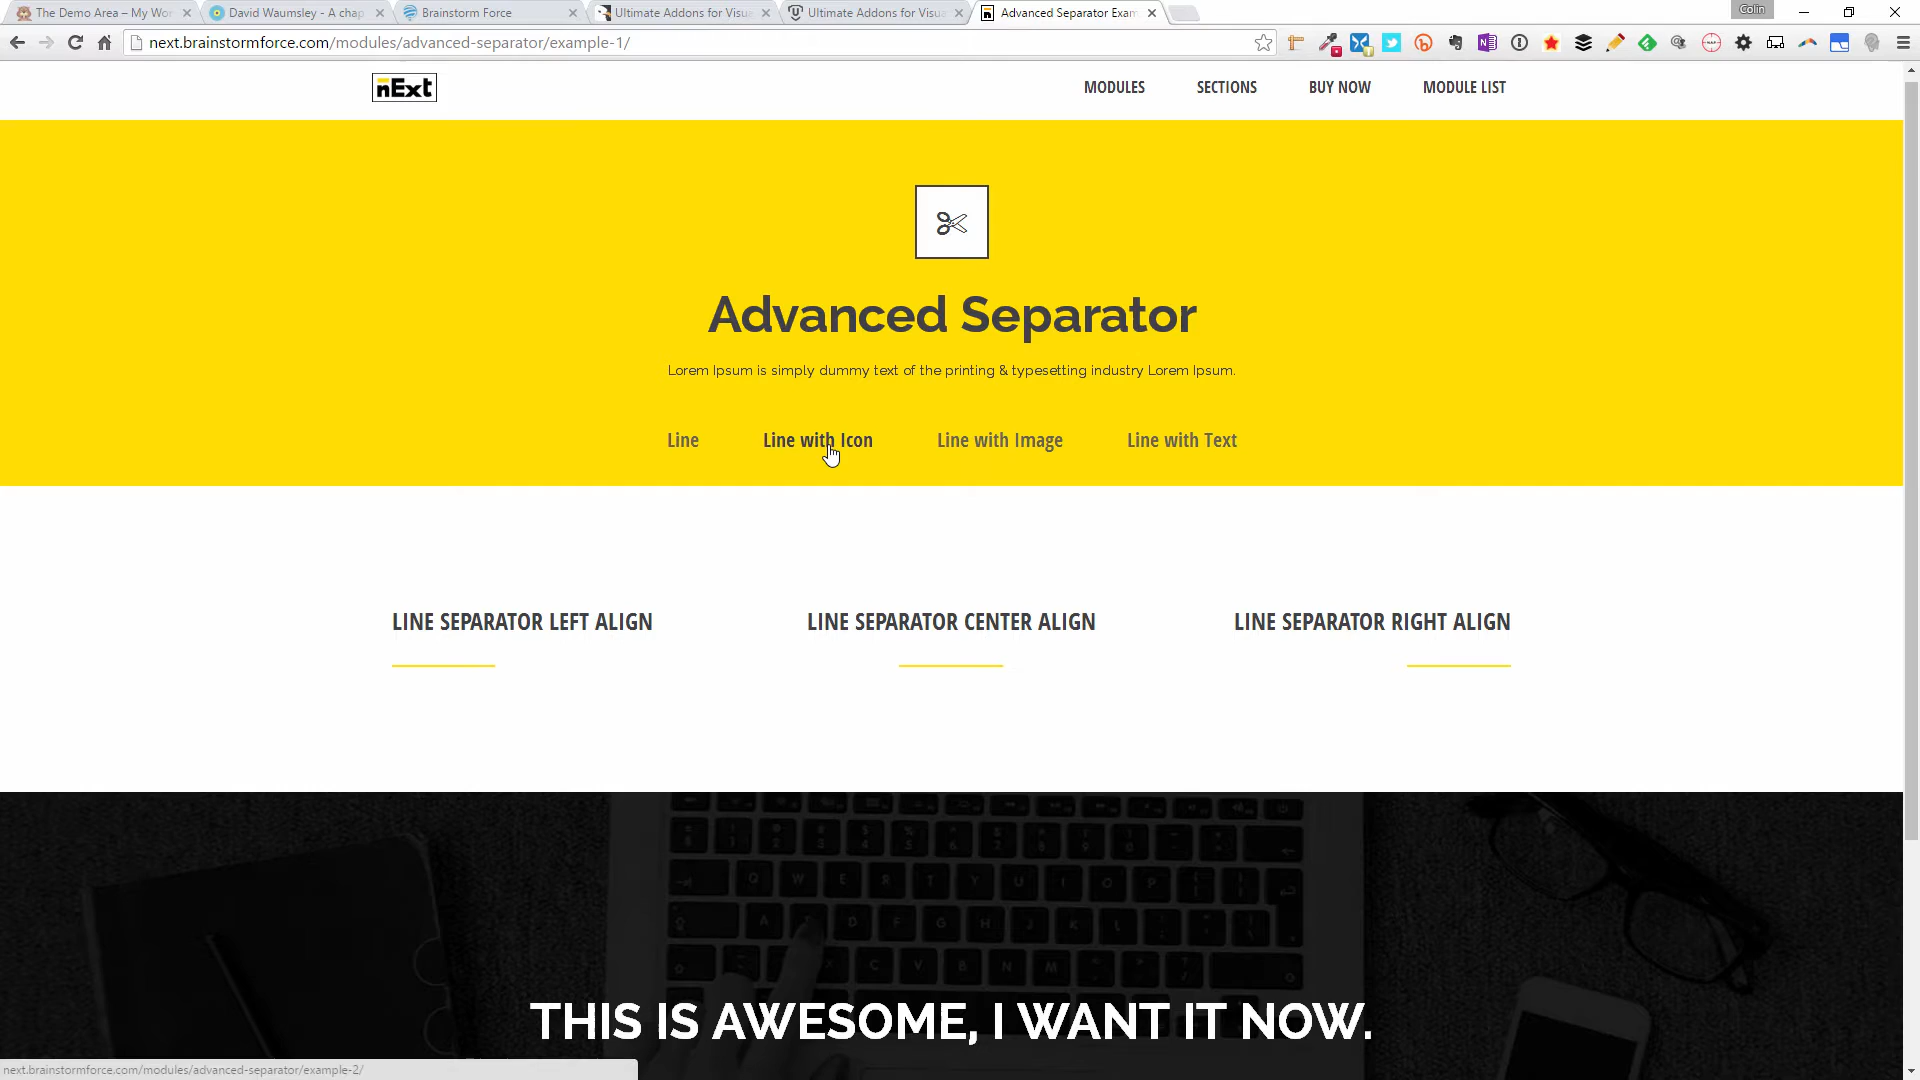 The Demo Area – My Wor
David Waumsley - A chap
Brainstorm Force
Ultimate Addons for Visua
Ultimate Addons for Visua
Advanced Separator Exam
Colin
next.brainstormforce.com/modules/advanced-separator/example-1/
nExt
MODULES
SECTIONS
BUY NOW
MODULE LIST
Advanced Separator
Lorem Ipsum is simply dummy text of the printing & typesetting industry Lorem Ipsum.
Line
Line with Icon
Line with Image
Line with Text
LINE SEPARATOR LEFT ALIGN
LINE SEPARATOR CENTER ALIGN
LINE SEPARATOR RIGHT ALIGN
THIS IS AWESOME, I WANT IT NOW.
next.brainstormforce.com/modules/advanced-separator/example-2/